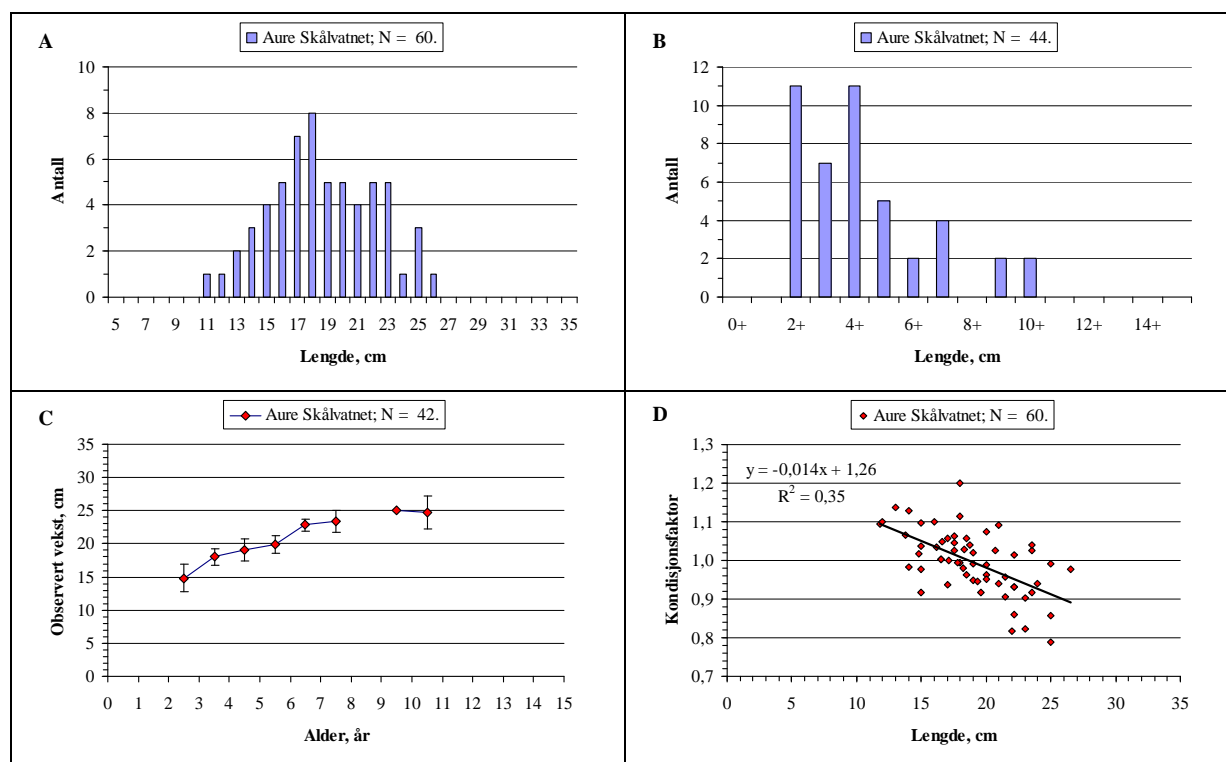 A
Aure Skålvatnet; N = 60.
10
8
6
4
2
0
Antall
5 7 9 11 13 15 17 19 21 23 25 27 29 31 33 35
Lengde, cm
B
Aure Skålvatnet; N = 44.
12
10
8
6
4
2
0
Antall
0+ 2+ 4+ 6+ 8+ 10+ 12+ 14+
Lengde, cm
C
Aure Skålvatnet; N = 42.
35
30
25
20
15
10
5
0
Observert vekst, cm
0 1 2 3 4 5 6 7 8 9 10 11 12 13 14 15
Alder, år
D
Aure Skålvatnet; N = 60.
1,3
1,2
1,1
1,0
0,9
0,8
0,7
Kondisjonsfaktor
y = -0,014x + 1,26
R² = 0,35
0 5 10 15 20 25 30 35
Lengde, cm